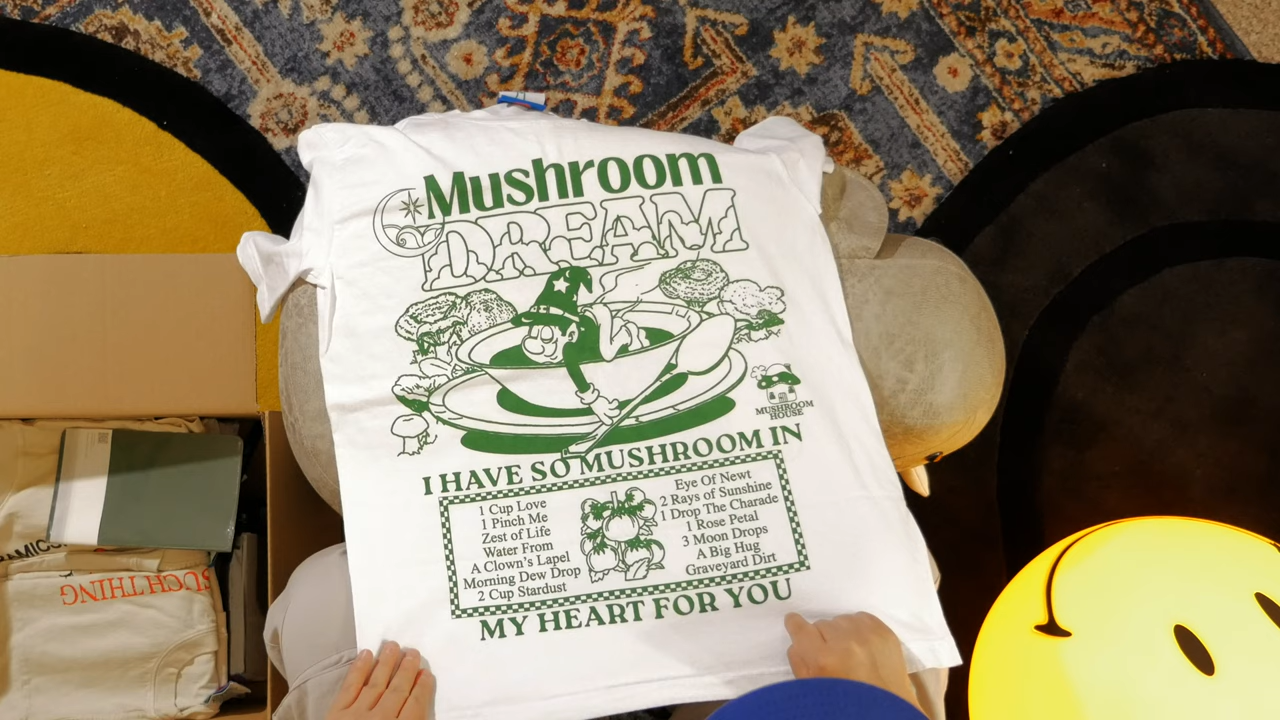 Mushroom
DREAM
MUSHROOM
HOUSE
I HAVE SO MUSHROOM IN
1 Cup Love
1 Pinch Me
Zest of Life
Water From
A Clown's Lapel
Morning Dew Drop
2 Cup Stardust
Eye Of Newt
2 Rays of Sunshine
1 Drop The Charade
1 Rose Petal
3 Moon Drops
A Big Hug
Graveyard Dirt
MY HEART FOR YOU
SUCH THING